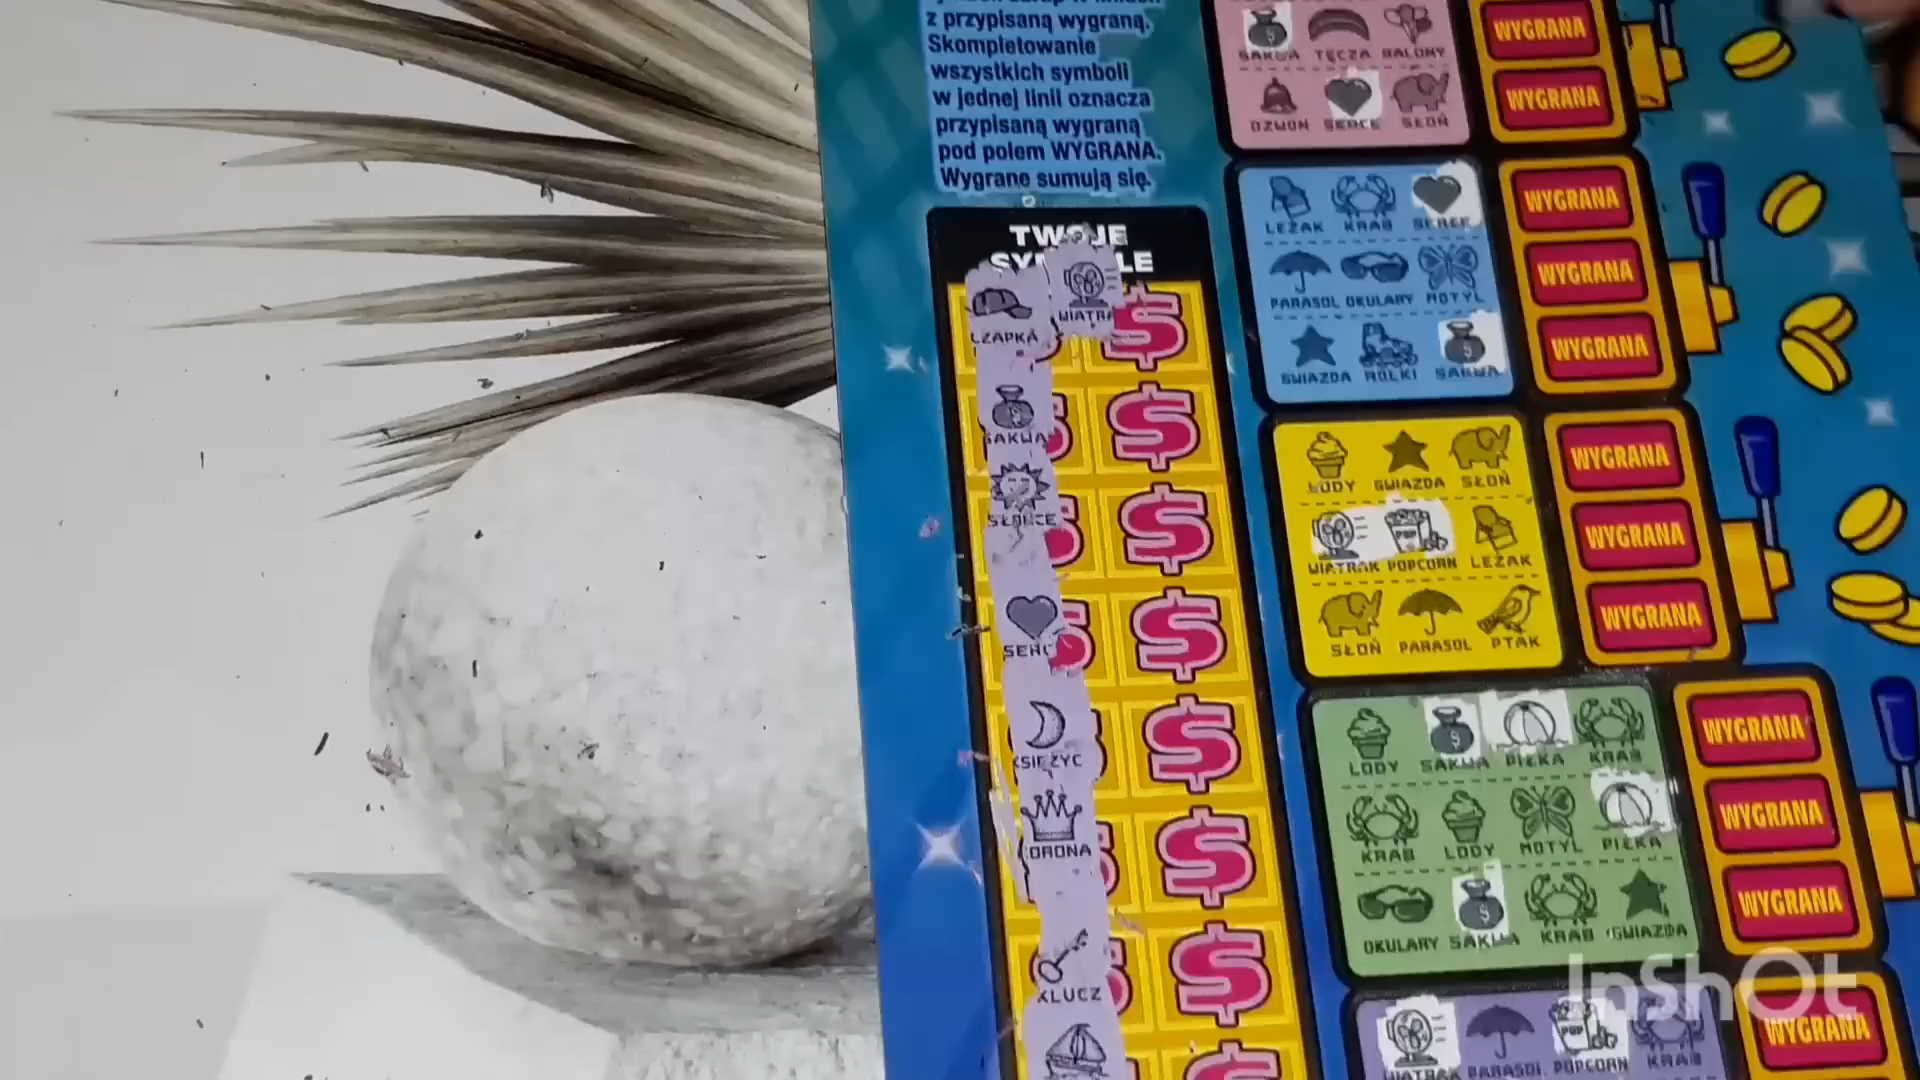 z przypisaną wygraną.
Skompletowanie
wszystkich symboli
w jednej linii oznacza
przypisaną wygraną
pod polem WYGRANA.
Wygrane sumują się.
TWOJE
CZAPKA
SAKWA
SŁOŃCE
KSIĘŻYC
KLUCZ
SAKWA TĘCZA BALONY
DZWON SERCE SŁOŃ
WYGRANA
WYGRANA
LEŻAK KRAB SERCE
PARASOL OKULARY MOTYL
GWIAZDA ROLKI SAKWA
WYGRANA
WYGRANA
WYGRANA
LODY GWIAZDA SŁOŃ
WIATRAK POPCORN LEŻAK
SŁOŃ PARASOL PTAK
WYGRANA
WYGRANA
WYGRANA
LODY SAKWA PIŁKA KRAB
KRAB LODY MOTYL PIŁKA
OKULARY SAKWA KRAB GWIAZDA
WYGRANA
WYGRANA
WYGRANA
WIATRAK PARASOL POPCORN KRAB
WYGRANA
InShOt